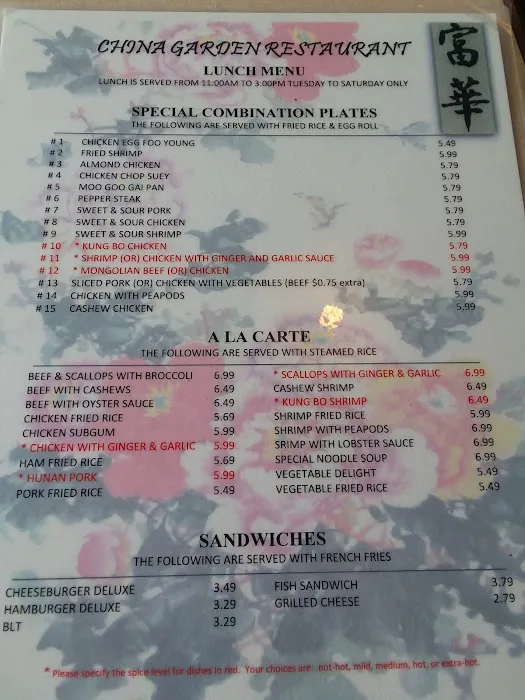 CHINA GARDEN RESTAURANT
富
華
LUNCH MENU
LUNCH IS SERVED FROM 11:00AM TO 3:00PM TUESDAY TO SATURDAY ONLY
SPECIAL COMBINATION PLATES
THE FOLLOWING ARE SERVED WITH FRIED RICE & EGG ROLL
# 1 CHICKEN EGG FOO YOUNG 5.49
# 2 FRIED SHRIMP 5.99
# 3 ALMOND CHICKEN 5.79
# 4 CHICKEN CHOP SUEY 5.79
# 5 MOO GOO GAI PAN 5.79
# 6 PEPPER STEAK 5.79
# 7 SWEET & SOUR PORK 5.79
# 8 SWEET & SOUR CHICKEN 5.79
# 9 SWEET & SOUR SHRIMP 5.99
# 10 * KUNG BO CHICKEN 5.79
# 11 * SHRIMP (OR) CHICKEN WITH GINGER AND GARLIC SAUCE 5.99
# 12 * MONGOLIAN BEEF (OR) CHICKEN 5.99
# 13 SLICED PORK (OR) CHICKEN WITH VEGETABLES (BEEF $0.75 extra) 5.79
# 14 CHICKEN WITH PEAPODS 5.99
# 15 CASHEW CHICKEN 5.99
A LA CARTE
THE FOLLOWING ARE SERVED WITH STEAMED RICE
BEEF & SCALLOPS WITH BROCCOLI 6.99
BEEF WITH CASHEWS 6.49
BEEF WITH OYSTER SAUCE 6.49
CHICKEN FRIED RICE 5.69
CHICKEN SUBGUM 5.99
* CHICKEN WITH GINGER & GARLIC 5.99
HAM FRIED RICE 5.69
* HUNAN PORK 5.99
PORK FRIED RICE 5.49
* SCALLOPS WITH GINGER & GARLIC 6.99
CASHEW SHRIMP 6.49
* KUNG BO SHRIMP 6.49
SHRIMP FRIED RICE 5.99
SHRIMP WITH PEAPODS 6.99
SRIMP WITH LOBSTER SAUCE 6.99
SPECIAL NOODLE SOUP 6.99
VEGETABLE DELIGHT 5.49
VEGETABLE FRIED RICE 5.49
SANDWICHES
THE FOLLOWING ARE SERVED WITH FRENCH FRIES
CHEESEBURGER DELUXE 3.49
HAMBURGER DELUXE 3.29
BLT 3.29
FISH SANDWICH 3.79
GRILLED CHEESE 2.79
* Please specify the spice level for dishes in red. Your choices are: not-hot, mild, medium, hot, or extra-hot.